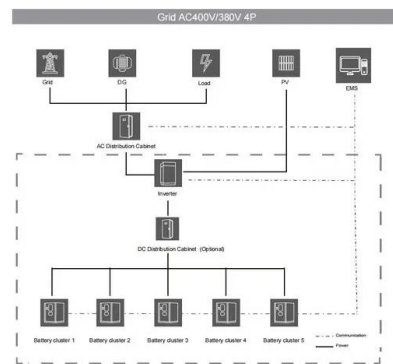 Grid AC400V/380V 4P
Grid
DG
Load
PV
EMS
AC Distribution Cabinet
Inverter
DC Distribution Cabinet (Optional)
Battery cluster 1
Battery cluster 2
Battery cluster 3
Battery cluster 4
Battery cluster 5
Communication
Power